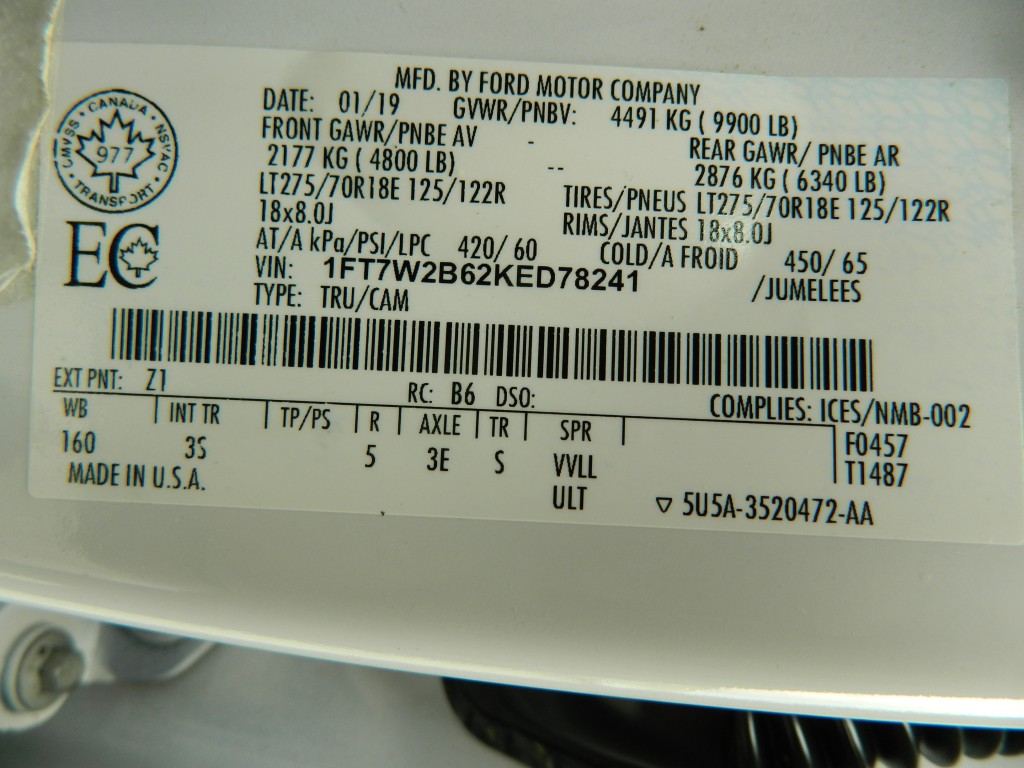 MFD. BY FORD MOTOR COMPANY
DATE: 01/19 GVWR/PNBV: 4491 KG ( 9900 LB)
FRONT GAWR/PNBE AV - REAR GAWR/ PNBE AR
2177 KG ( 4800 LB) -- 2876 KG ( 6340 LB)
LT275/70R18E 125/122R TIRES/PNEUS LT275/70R18E 125/122R
18x8.0J RIMS/JANTES 18x8.0J
AT/A kPa/PSI/LPC 420/ 60 COLD/A FROID 450/ 65
VIN: 1FT7W2B62KED78241 /JUMELEES
TYPE: TRU/CAM
CANADA
CMVSS 977 NSVAC
TRANSPORT
EC
EXT PNT: Z1 RC: B6 DSO: COMPLIES: ICES/NMB-002
WB INT TR TP/PS R AXLE TR SPR F0457
160 3S 5 3E S VVLL T1487
MADE IN U.S.A. ULT ▽ 5U5A-3520472-AA